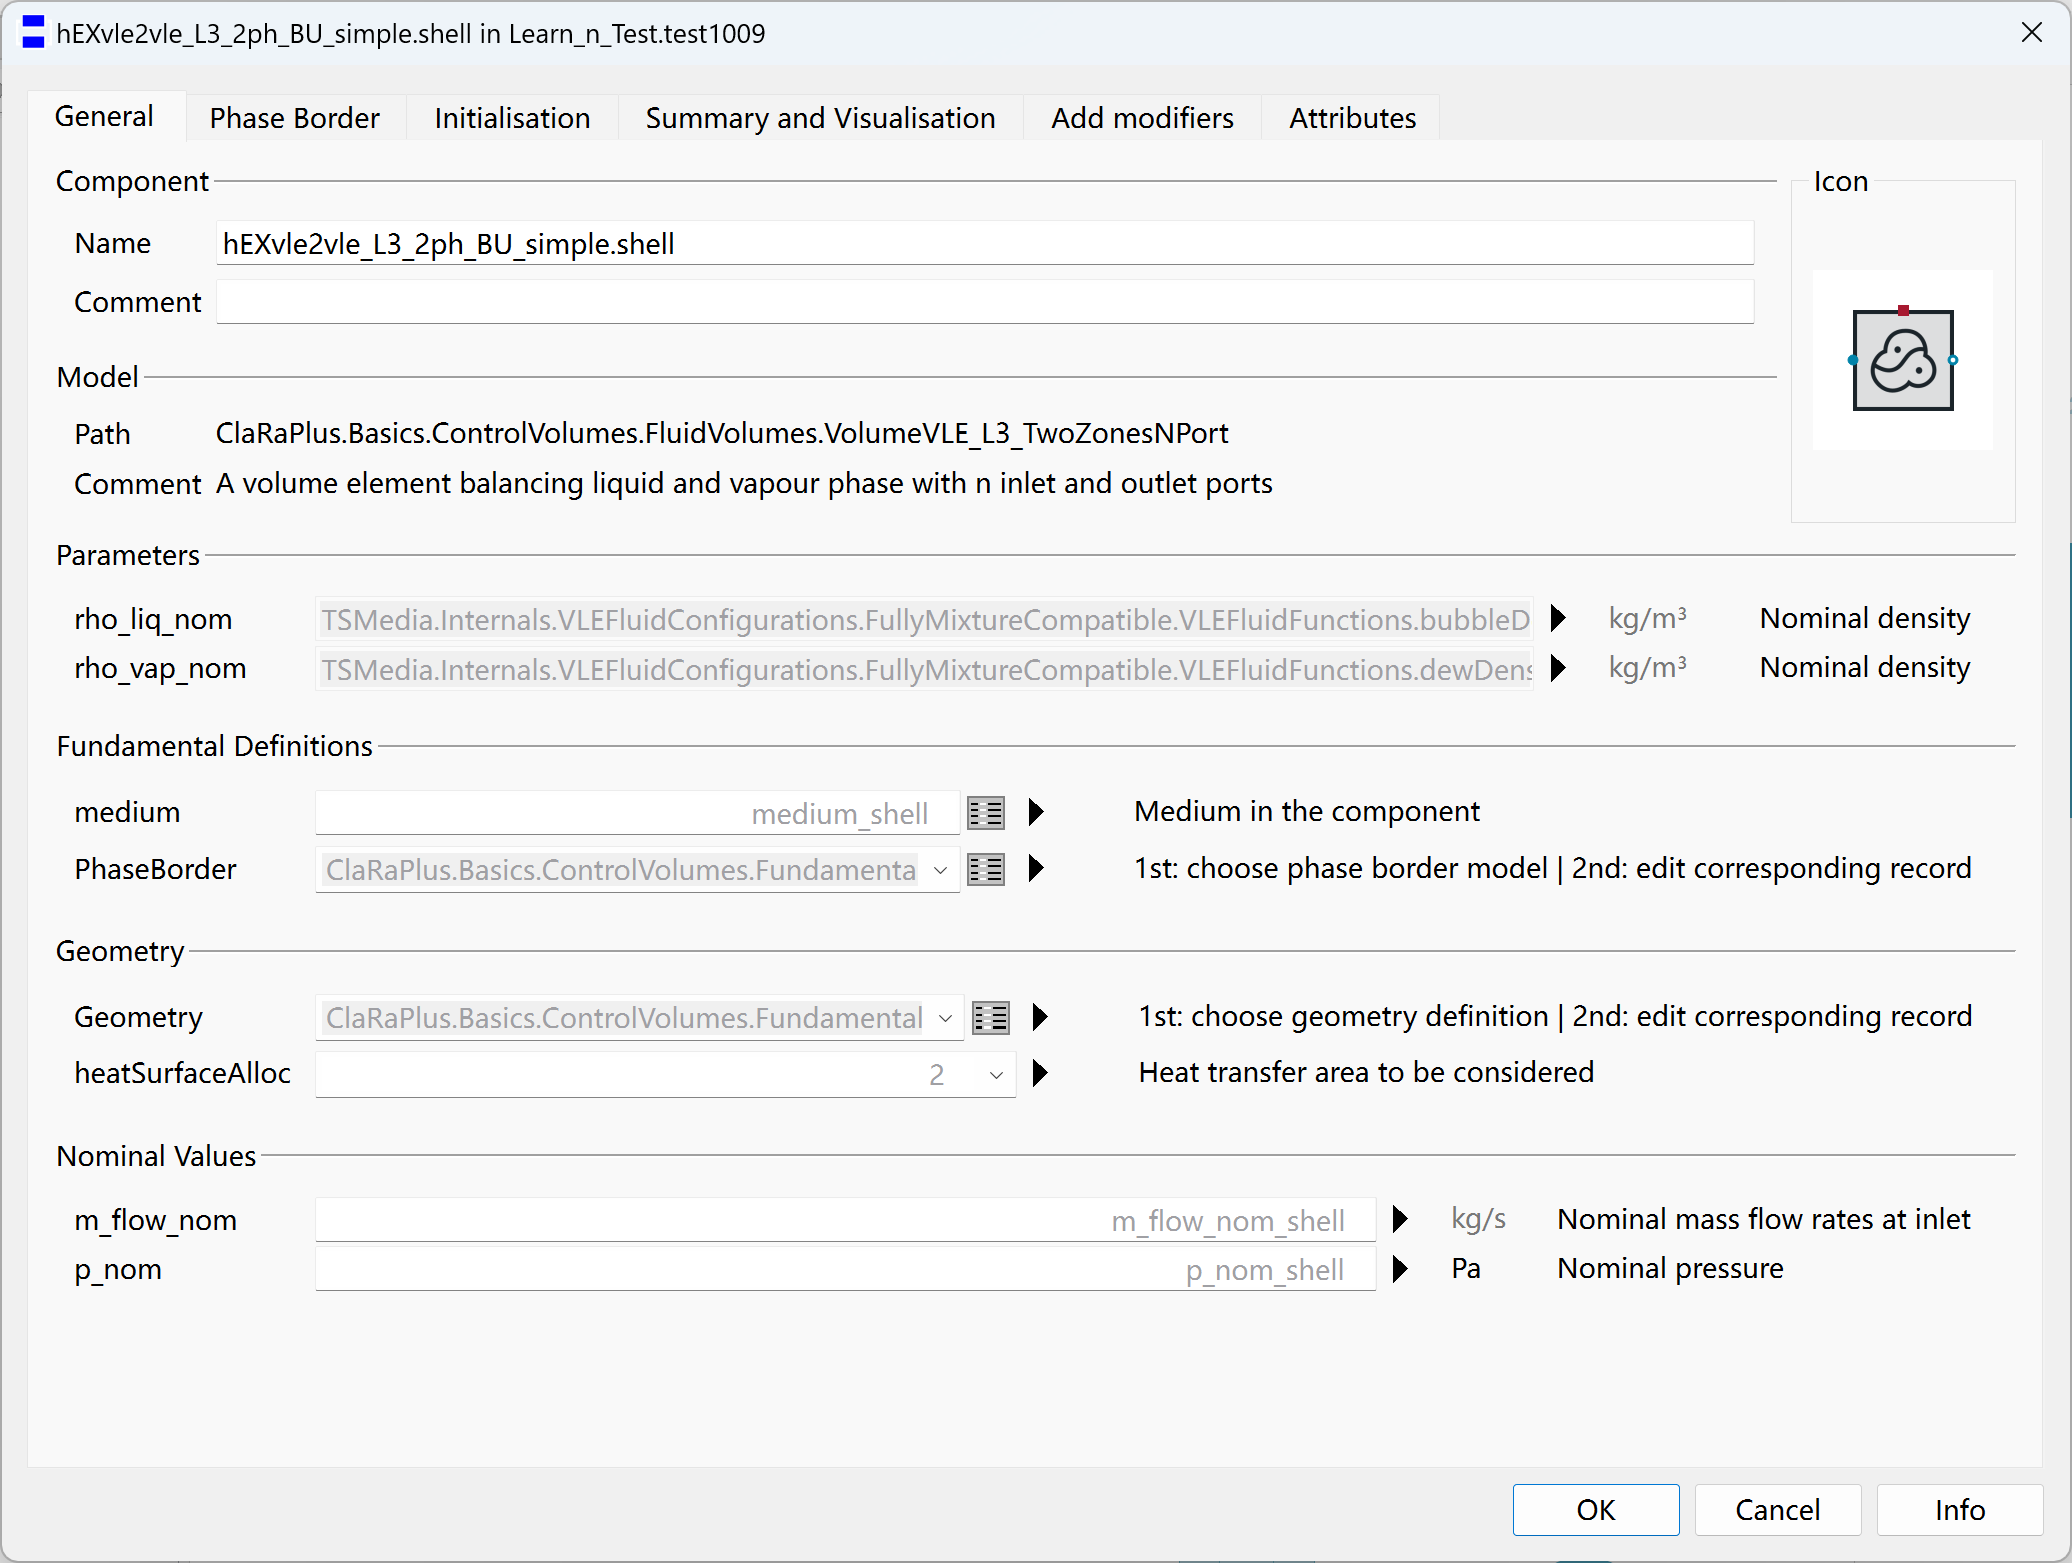 hEXvle2vle_L3_2ph_BU_simple.shell in Learn_n_Test.test1009
General Phase Border Initialisation Summary and Visualisation Add modifiers Attributes
Component
Icon
Name hEXvle2vle_L3_2ph_BU_simple.shell
Comment
Model
Path ClaRaPlus.Basics.ControlVolumes.FluidVolumes.VolumeVLE_L3_TwoZonesNPort
Comment A volume element balancing liquid and vapour phase with n inlet and outlet ports
Parameters
rho_liq_nom TSMedia.Internals.VLEFluidConfigurations.FullyMixtureCompatible.VLEFluidFunctions.bubbleD kg/m³ Nominal density
rho_vap_nom TSMedia.Internals.VLEFluidConfigurations.FullyMixtureCompatible.VLEFluidFunctions.dewDens kg/m³ Nominal density
Fundamental Definitions
medium medium_shell Medium in the component
PhaseBorder ClaRaPlus.Basics.ControlVolumes.Fundamenta 1st: choose phase border model | 2nd: edit corresponding record
Geometry
Geometry ClaRaPlus.Basics.ControlVolumes.Fundamental 1st: choose geometry definition | 2nd: edit corresponding record
heatSurfaceAlloc 2 Heat transfer area to be considered
Nominal Values
m_flow_nom m_flow_nom_shell kg/s Nominal mass flow rates at inlet
p_nom p_nom_shell Pa Nominal pressure
OK Cancel Info